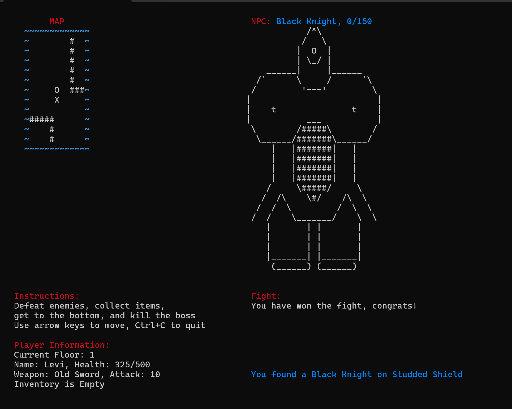 MAP
NPC: Black Knight, 0/150
O
X
Instructions:
Defeat enemies, collect items,
get to the bottom, and kill the boss
Use arrow keys to move, Ctrl+C to quit
Fight:
You have won the fight, congrats!
Player Information:
Current Floor: 1
Name: Levi, Health: 325/500
Weapon: Old Sword, Attack: 10
Inventory is Empty
You found a Black Knight on Studded Shield